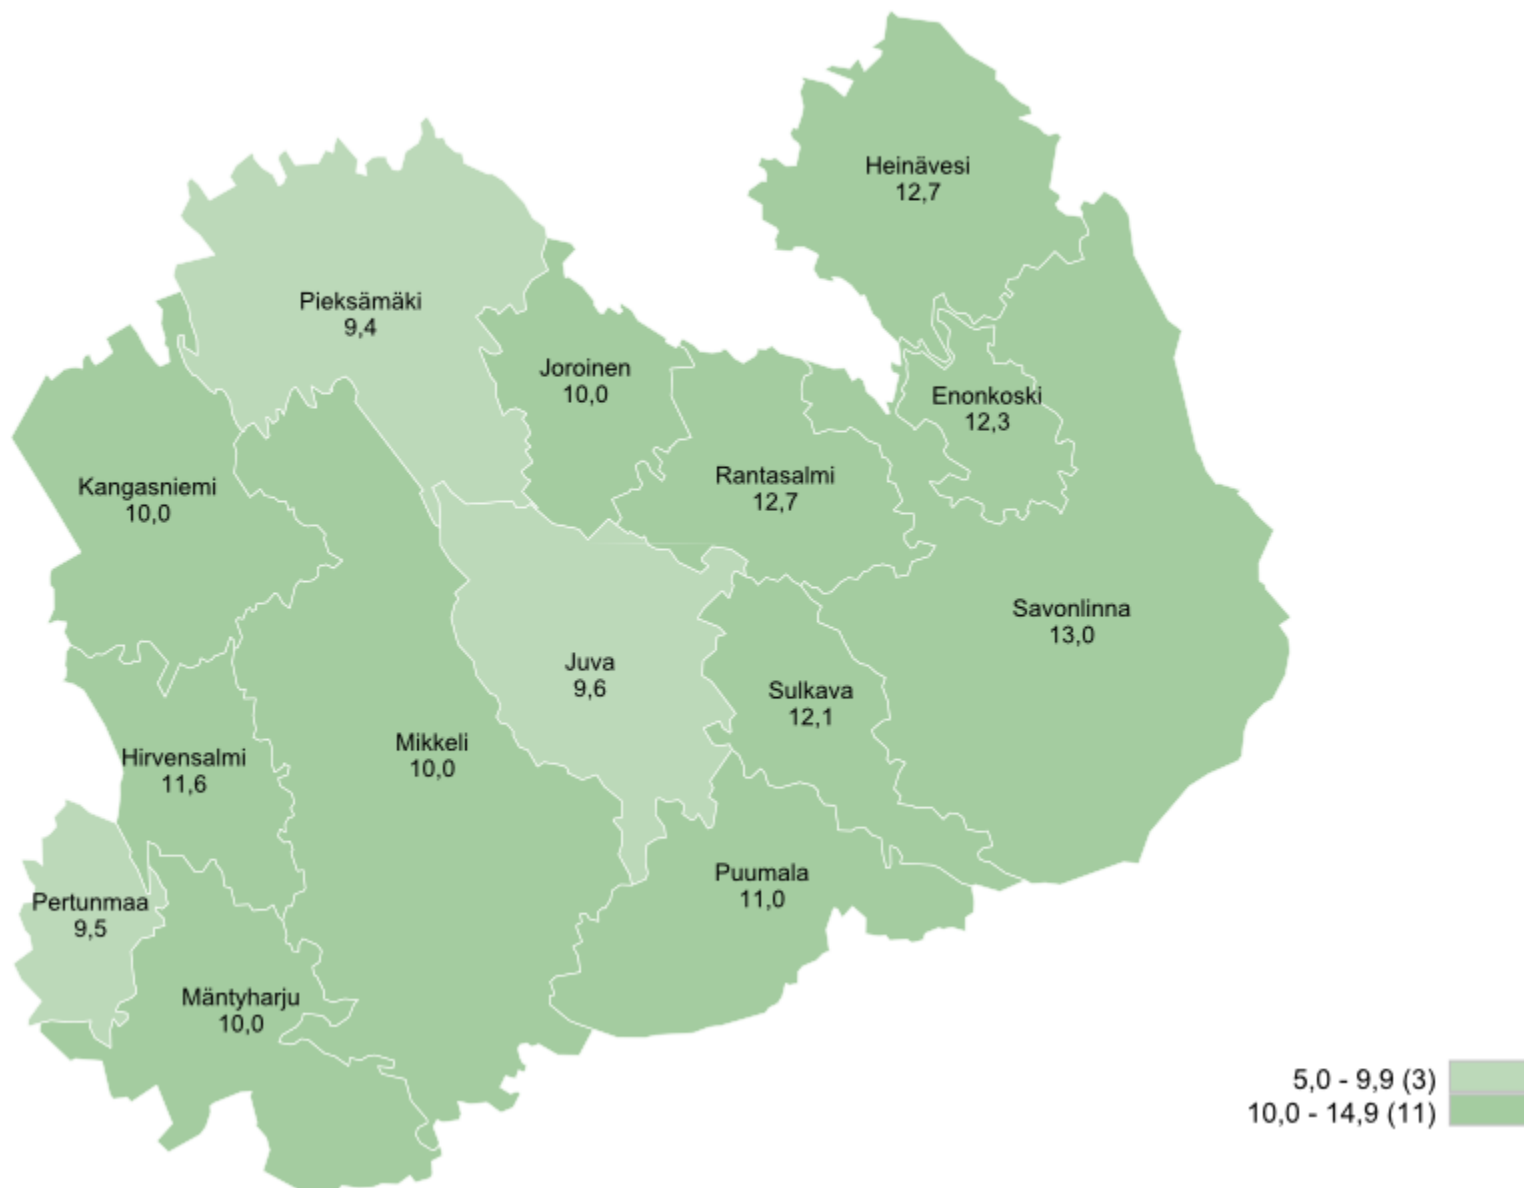 Heinävesi
12,7
Pieksämäki
9,4
Joroinen
10,0
Enonkoski
12,3
Kangasniemi
10,0
Rantasalmi
12,7
Savonlinna
13,0
Juva
9,6
Sulkava
12,1
Mikkeli
10,0
Hirvensalmi
11,6
Puumala
11,0
Pertunmaa
9,5
Mäntyharju
10,0
5,0 - 9,9 (3)
10,0 - 14,9 (11)